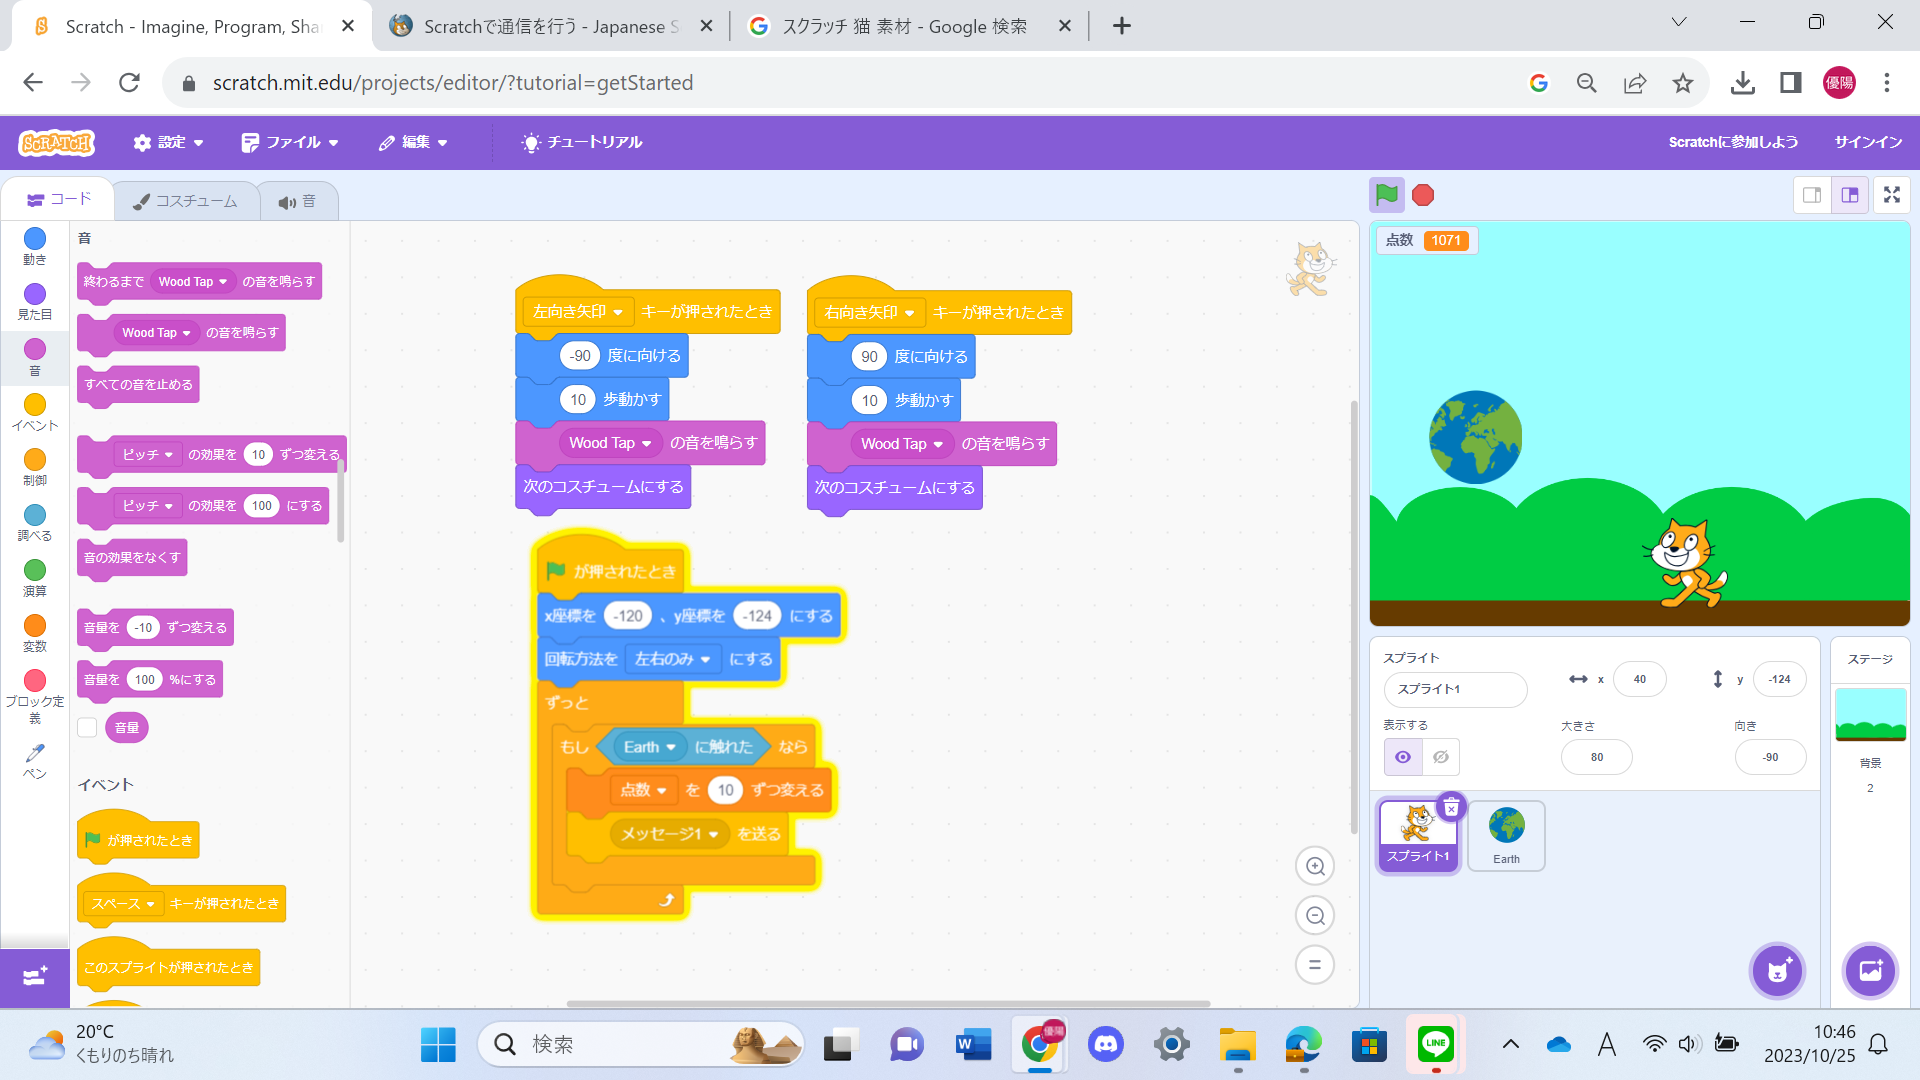 Scratch - Imagine, Program, Sha
Scratchで通信を行う - Japanese S
スクラッチ 猫 素材 - Google 検索
scratch.mit.edu/projects/editor/?tutorial=getStarted
優陽
SCRATCH
設定
ファイル
編集
チュートリアル
Scratchに参加しよう
サインイン
コード
コスチューム
音
動き
見た目
音
イベント
制御
調べる
演算
変数
ブロック定義
ペン
音
終わるまで Wood Tap の音を鳴らす
Wood Tap の音を鳴らす
すべての音を止める
ピッチ の効果を 10 ずつ変える
ピッチ の効果を 100 にする
音の効果をなくす
音量を -10 ずつ変える
音量を 100 %にする
音量
イベント
が押されたとき
スペース キーが押されたとき
このスプライトが押されたとき
左向き矢印 キーが押されたとき
-90 度に向ける
10 歩動かす
Wood Tap の音を鳴らす
次のコスチュームにする
右向き矢印 キーが押されたとき
90 度に向ける
10 歩動かす
Wood Tap の音を鳴らす
次のコスチュームにする
が押されたとき
x座標を -120 、y座標を -124 にする
回転方法を 左右のみ にする
ずっと
もし Earth に触れた なら
点数 を 10 ずつ変える
メッセージ1 を送る
点数 1071
スプライト
スプライト1
x 40
y -124
表示する
大きさ
80
向き
-90
スプライト1
Earth
ステージ
背景
2
20°C
くもりのち晴れ
検索
優陽
LINE
A
10:46
2023/10/25